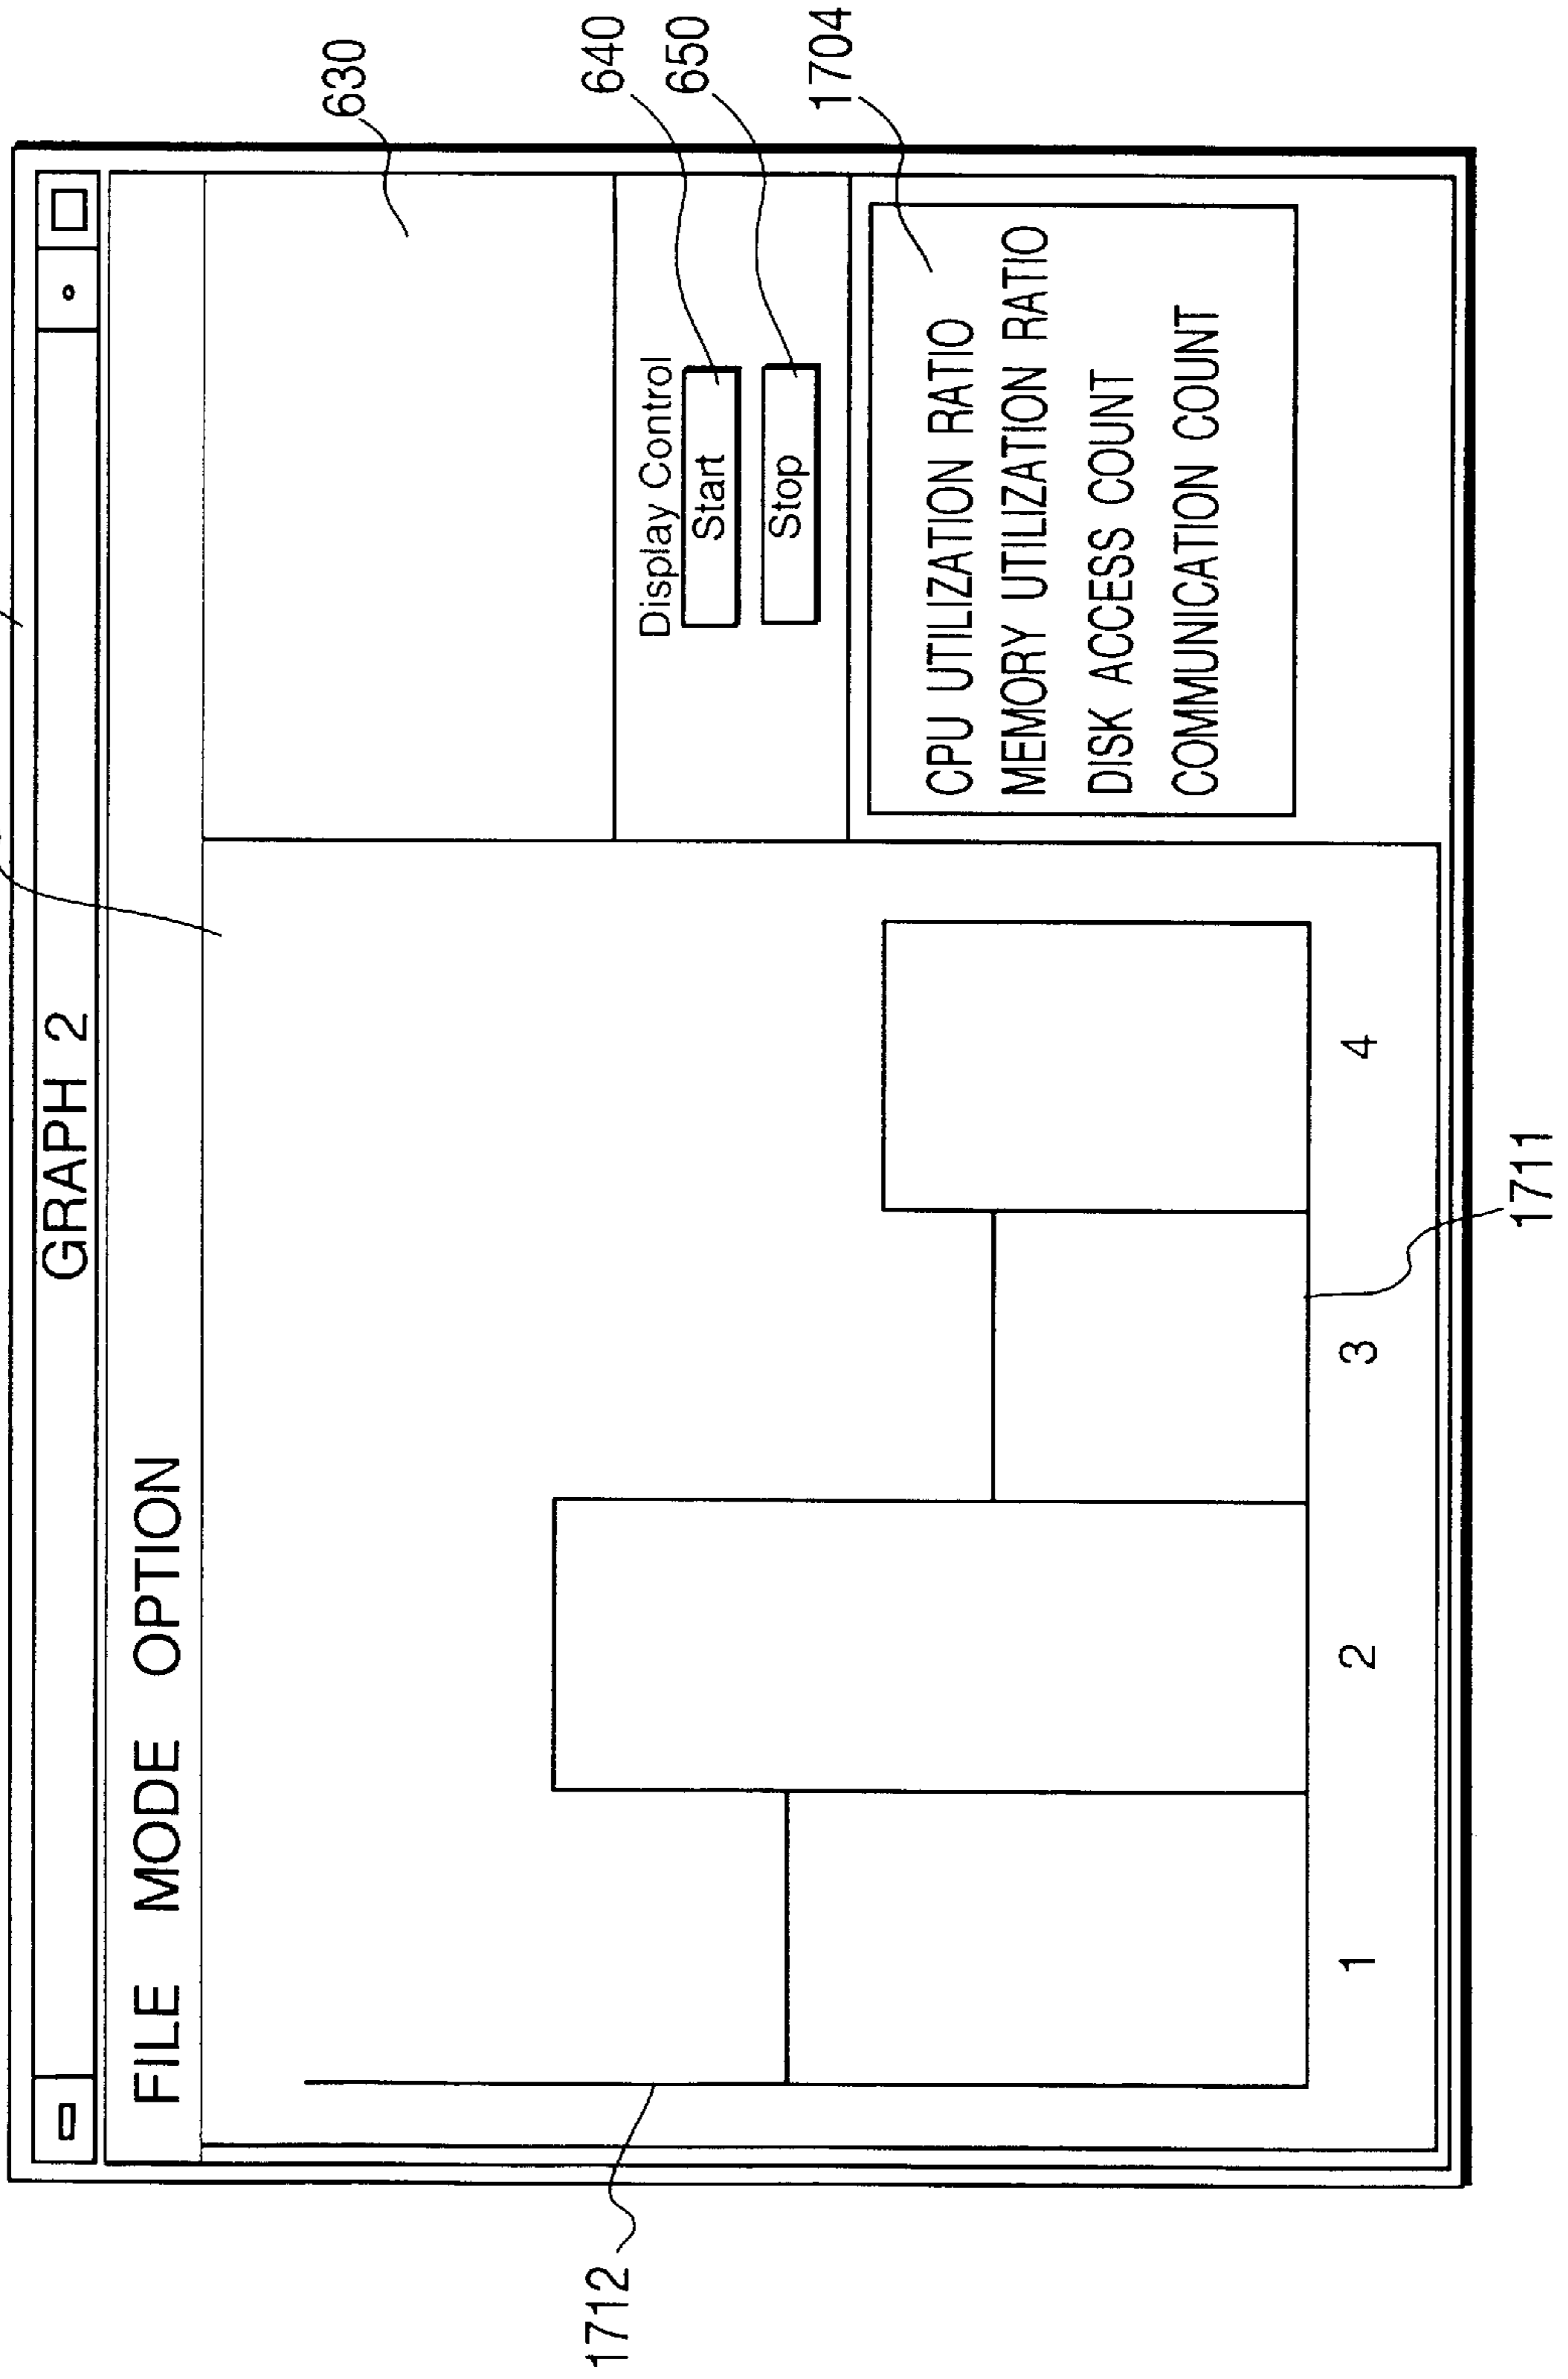 GRAPH 2
FILE MODE OPTION
630
Display Control
Start
640
Stop
650
1704
CPU UTILIZATION RATIO
MEMORY UTILIZATION RATIO
DISK ACCESS COUNT
COMMUNICATION COUNT
1712
1 2 3 4
1711